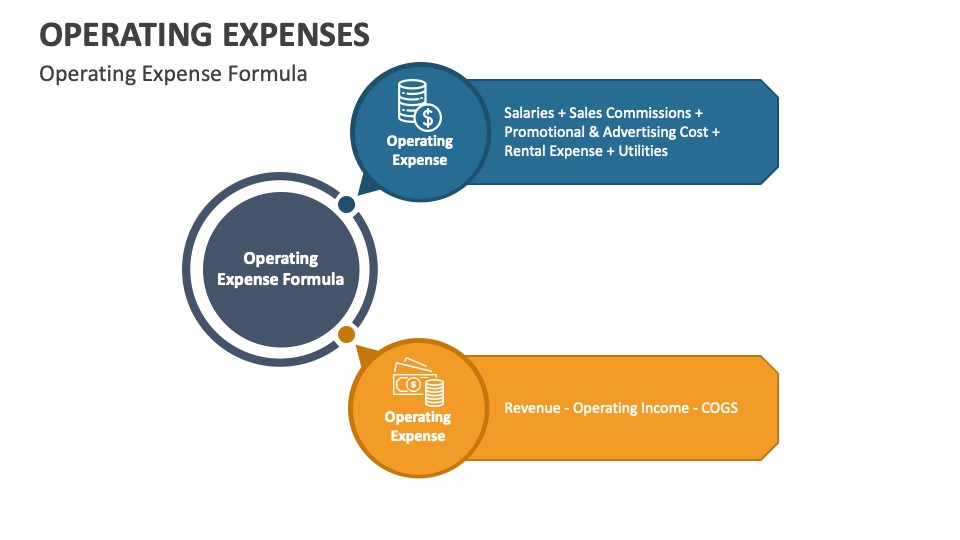 OPERATING EXPENSES
Operating Expense Formula
Operating
Expense
Salaries + Sales Commissions +
Promotional & Advertising Cost +
Rental Expense + Utilities
Operating
Expense Formula
Operating
Expense
Revenue - Operating Income - COGS